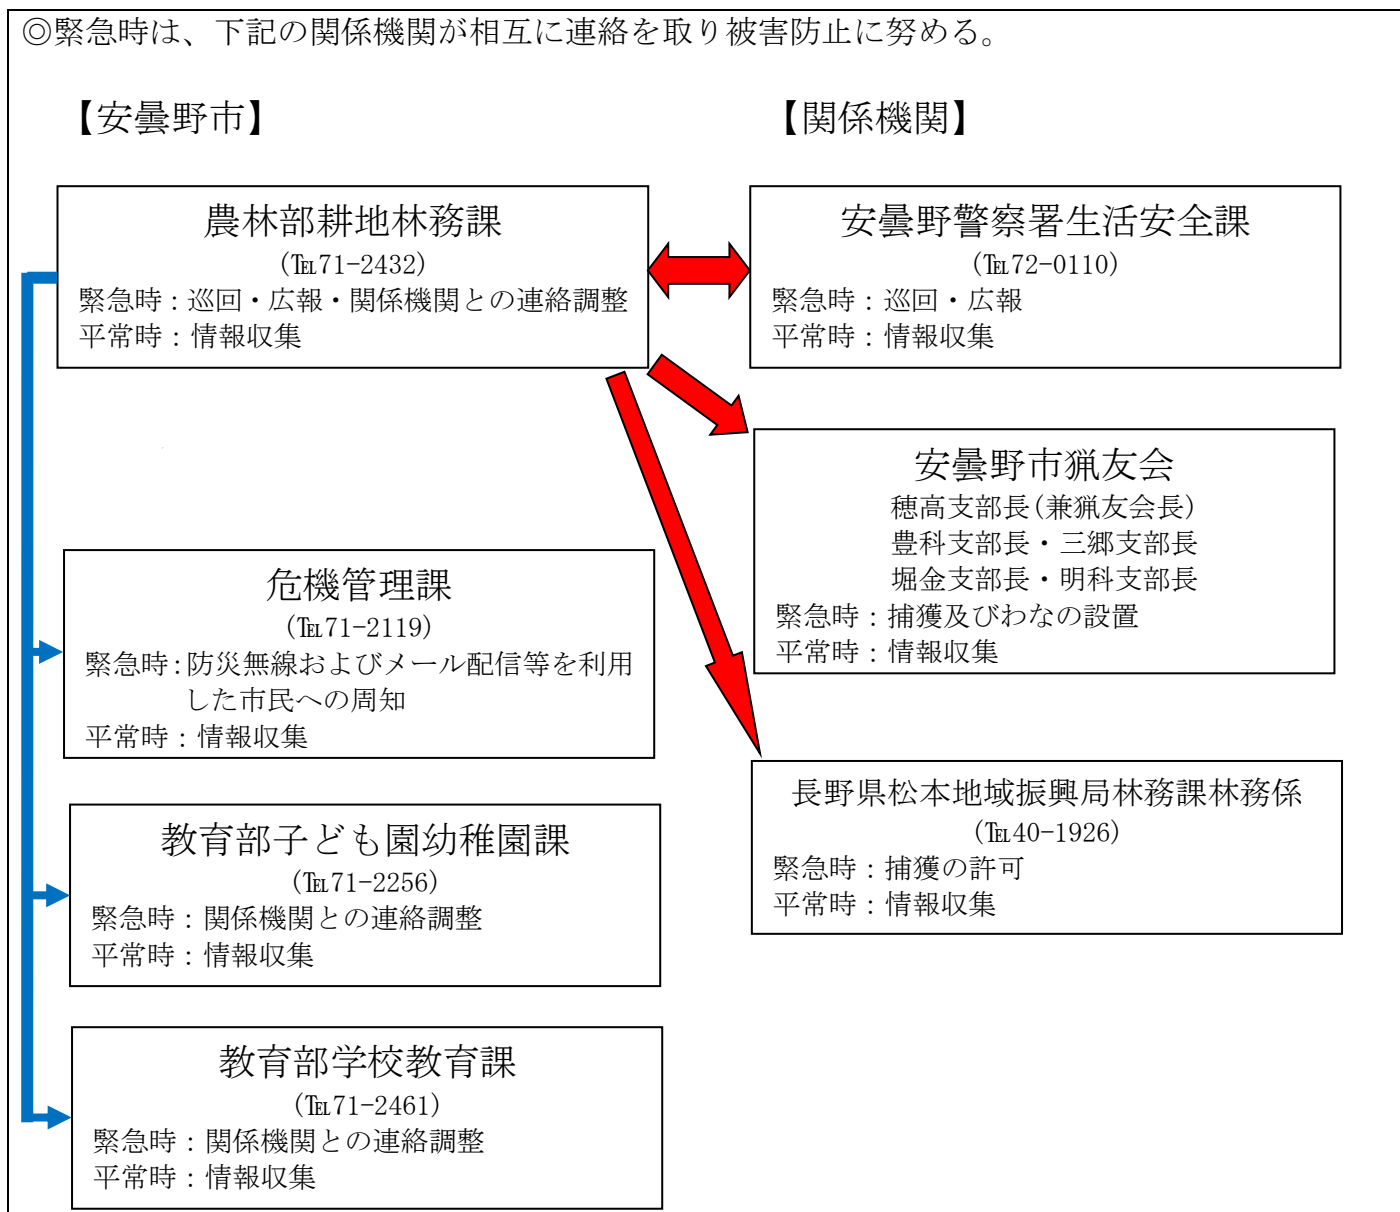 ◎緊急時は、下記の関係機関が相互に連絡を取り被害防止に努める。
【安曇野市】
農林部耕地林務課
(℡71-2432)
緊急時：巡回・広報・関係機関との連絡調整
平常時：情報収集
危機管理課
(℡71-2119)
緊急時：防災無線およびメール配信等を利用
した市民への周知
平常時：情報収集
教育部子ども園幼稚園課
(℡71-2256)
緊急時：関係機関との連絡調整
平常時：情報収集
教育部学校教育課
(℡71-2461)
緊急時：関係機関との連絡調整
平常時：情報収集
【関係機関】
安曇野警察署生活安全課
(℡72-0110)
緊急時：巡回・広報
平常時：情報収集
安曇野市猟友会
穂高支部長(兼猟友会長)
豊科支部長・三郷支部長
堀金支部長・明科支部長
緊急時：捕獲及びわなの設置
平常時：情報収集
長野県松本地域振興局林務課林務係
(℡40-1926)
緊急時：捕獲の許可
平常時：情報収集